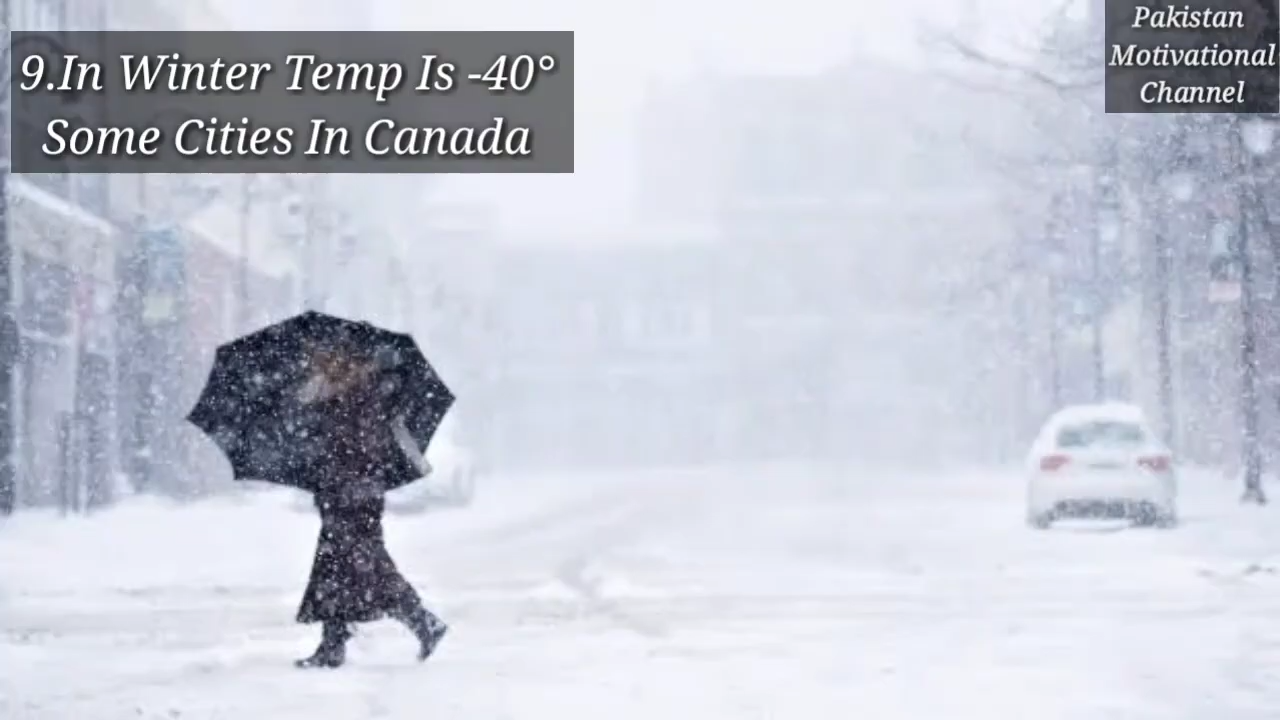 9.In Winter Temp Is -40°
Some Cities In Canada
Pakistan
Motivational
Channel